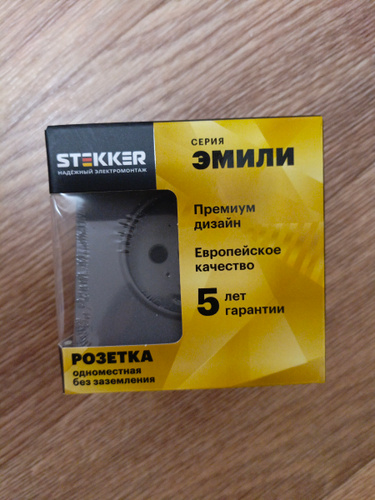 STEKKER
НАДЁЖНЫЙ ЭЛЕКТРОМОНТАЖ
СЕРИЯ
ЭМИЛИ
Премиум
дизайн
Европейское
качество
5 лет
гарантии
РОЗЕТКА
одноместная
без заземления